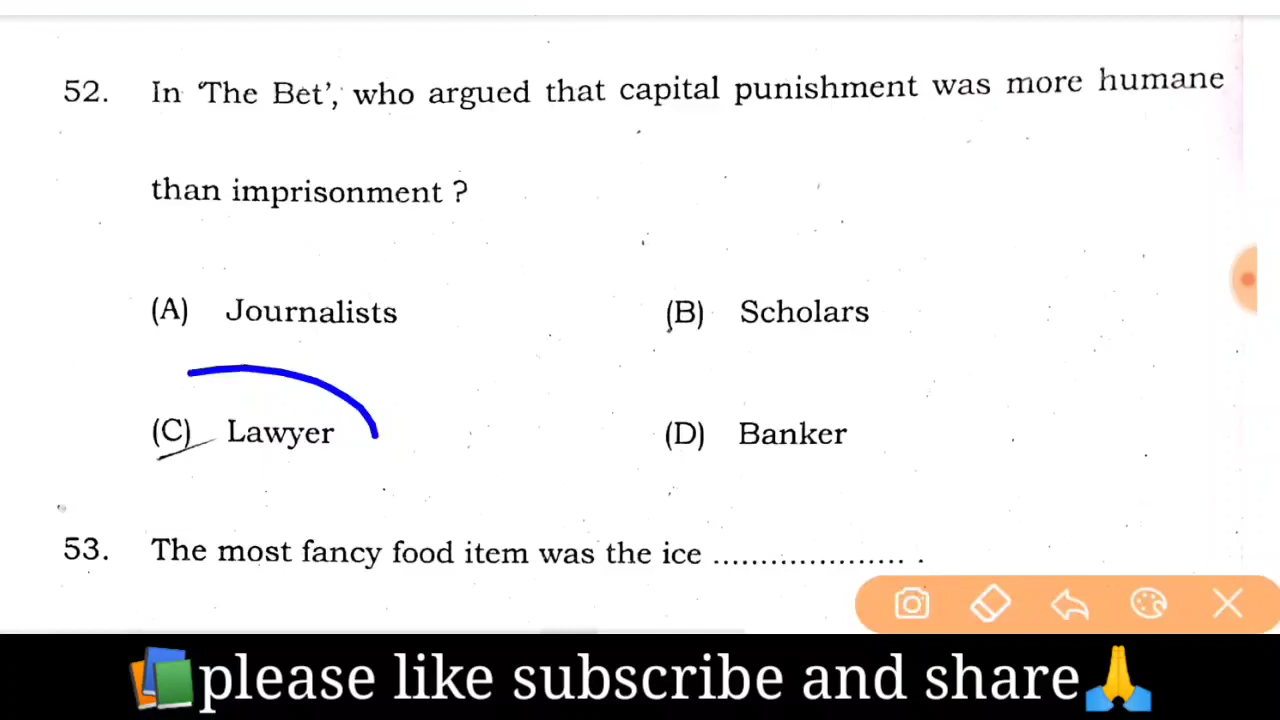 52. In ‘The Bet’, who argued that capital punishment was more humane
than imprisonment ?
(A) Journalists (B) Scholars
(C) Lawyer (D) Banker
53. The most fancy food item was the ice .................... .
please like subscribe and share